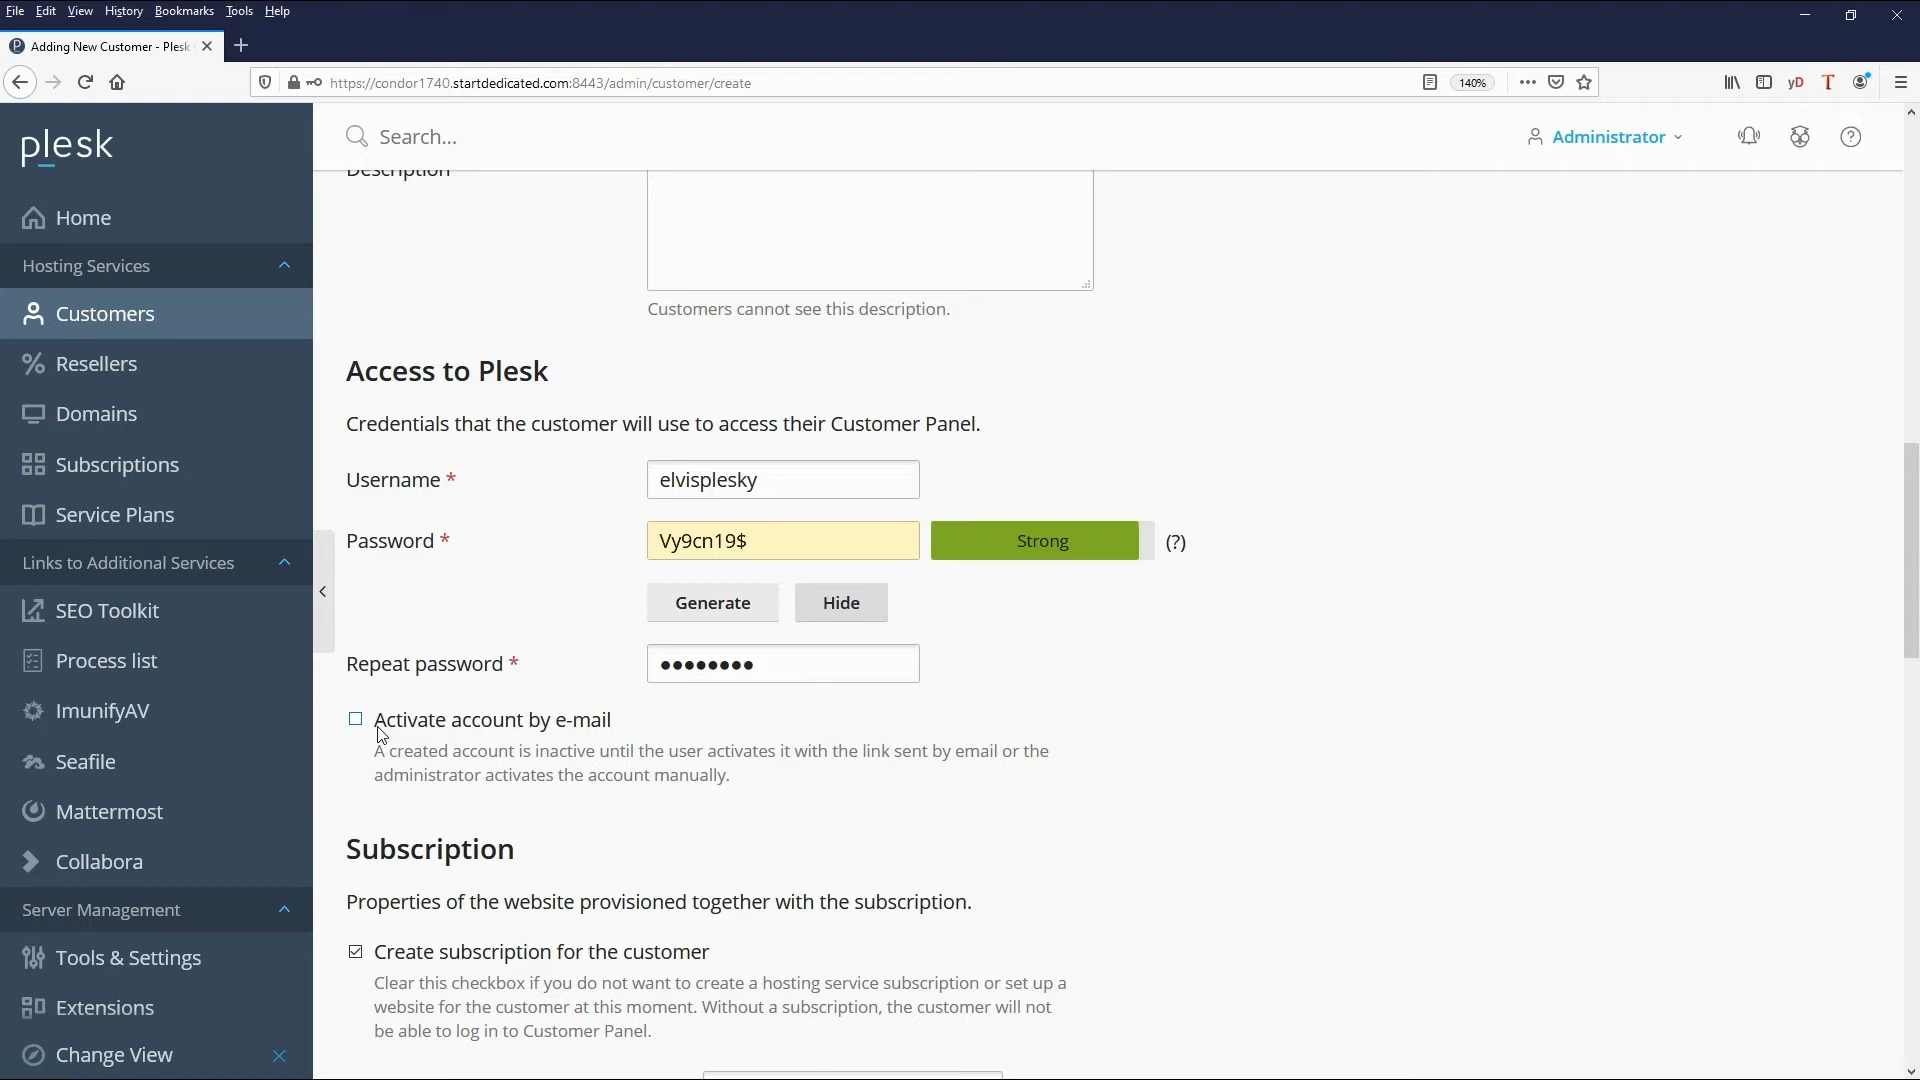 File Edit View History Bookmarks Tools Help
Adding New Customer - Plesk
https://condor1740.startdedicated.com:8443/admin/customer/create
140%
yD
T
plesk
Search...
Administrator
Home
Description
Hosting Services
Customers
Customers cannot see this description.
Resellers
Access to Plesk
Domains
Credentials that the customer will use to access their Customer Panel.
Subscriptions
Username *
elvisplesky
Service Plans
Password *
Vy9cn19$
Strong
(?)
Links to Additional Services
Generate
Hide
SEO Toolkit
Process list
Repeat password *
••••••••
ImunifyAV
Activate account by e-mail
A created account is inactive until the user activates it with the link sent by email or the
administrator activates the account manually.
Seafile
Mattermost
Subscription
Collabora
Properties of the website provisioned together with the subscription.
Server Management
Create subscription for the customer
Tools & Settings
Clear this checkbox if you do not want to create a hosting service subscription or set up a
website for the customer at this moment. Without a subscription, the customer will not
be able to log in to Customer Panel.
Extensions
Change View